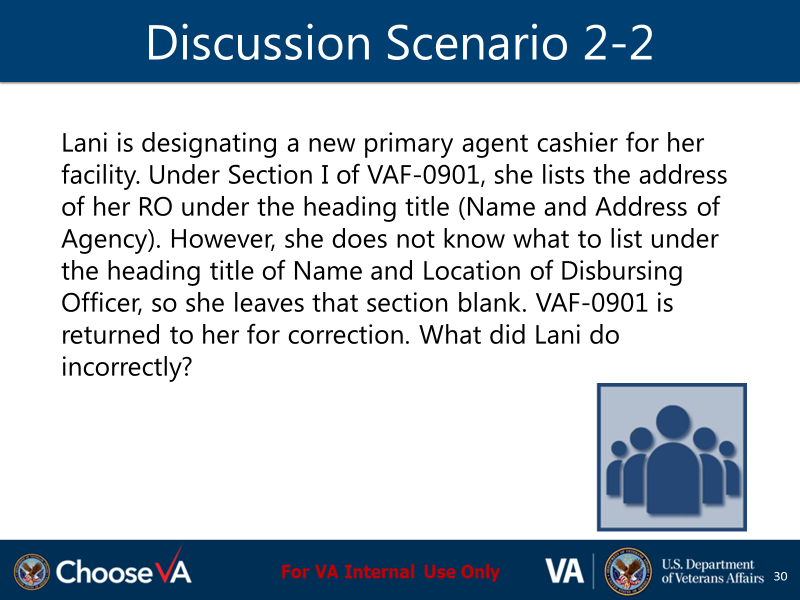 Discussion Scenario 2-2
Lani is designating a new primary agent cashier for her
facility. Under Section I of VAF-0901, she lists the address
of her RO under the heading title (Name and Address of
Agency). However, she does not know what to list under
the heading title of Name and Location of Disbursing
Officer, so she leaves that section blank. VAF-0901 is
returned to her for correction. What did Lani do
incorrectly?
Choose VA
For VA Internal Use Only
VA
U.S. Department
of Veterans Affairs
30